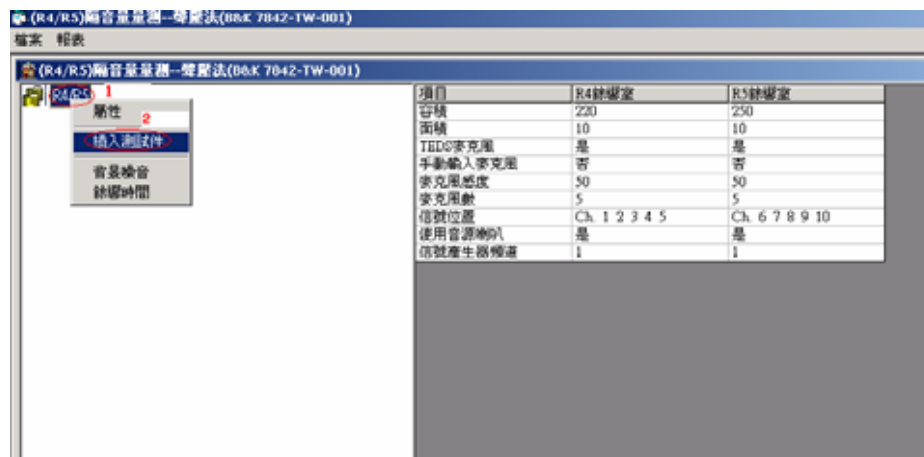 (R4/R5)隔音量量測--聲壓法(B&K 7842-TW-001)
檔案 報表
(R4/R5)隔音量量測--聲壓法(B&K 7842-TW-001)
R4/R5 1
屬性 2
插入測試件
背景噪音
餘響時間
項目 R4餘響室 R5餘響室
容積 220 250
面積 10 10
TEDS麥克風 是 是
手動輸入麥克風 否 否
麥克風感度 50 50
麥克風數 5 5
信號位置 Ch. 1 2 3 4 5 Ch. 6 7 8 9 10
使用音源喇叭 是 是
信號產生器頻道 1 1